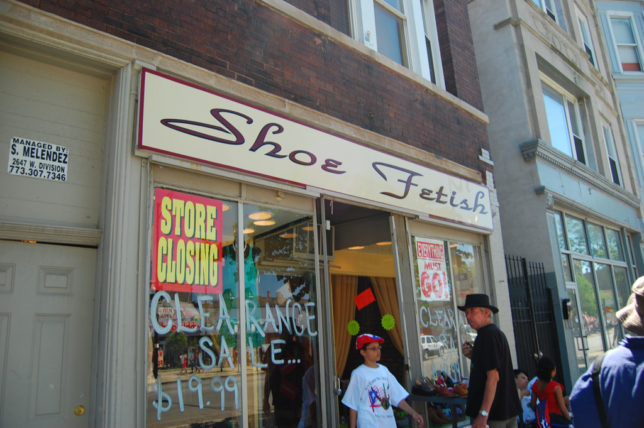 MANAGED BY
S. MELENDEZ
2647 W. DIVISION
773.307.7346
Shoe Fetish
STORE
CLOSING
CLEARANCE
SALE...
$19.99
EVERYTHING
MUST
GO!